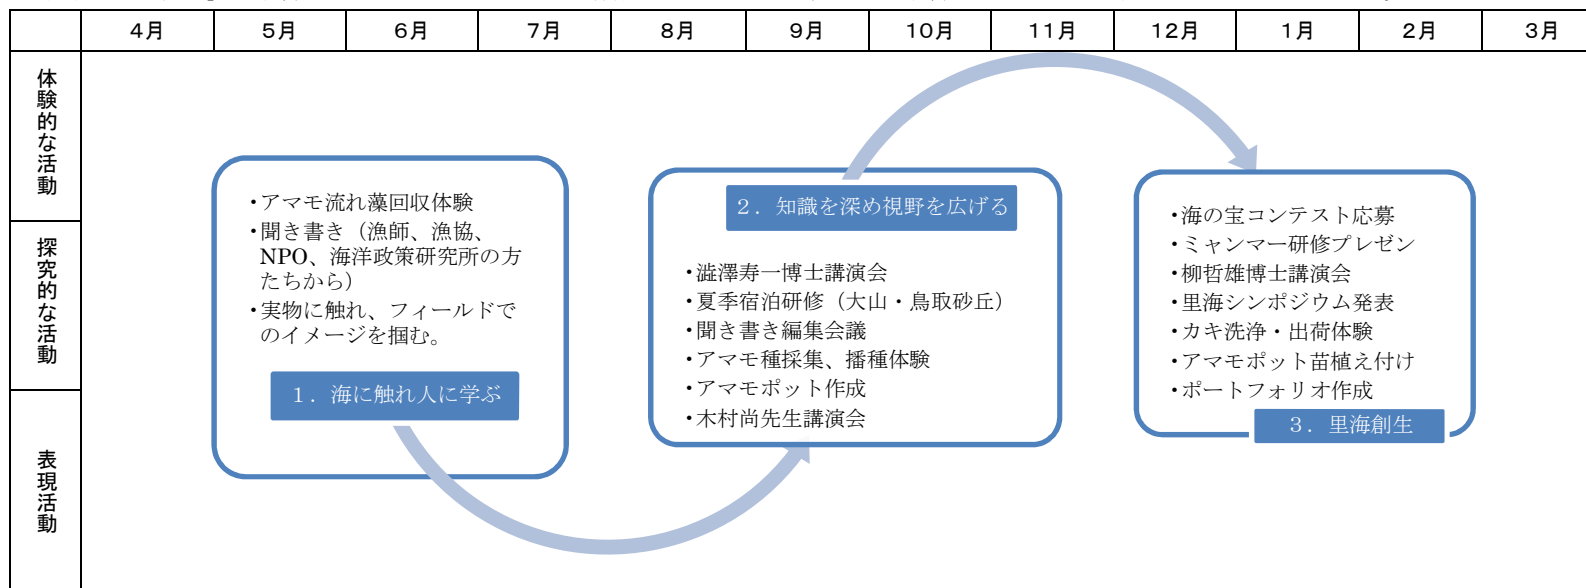 4月 5月 6月 7月 8月 9月 10月 11月 12月 1月 2月 3月
体験的な活動
探究的な活動
表現活動
・アマモ流れ藻回収体験
・聞き書き（漁師、漁協、
NPO、海洋政策研究所の方
たちから）
・実物に触れ、フィールドで
のイメージを掴む。
１．海に触れ人に学ぶ
２．知識を深め視野を広げる
・澁澤寿一博士講演会
・夏季宿泊研修（大山・鳥取砂丘）
・聞き書き編集会議
・アマモ種採集、播種体験
・アマモポット作成
・木村尚先生講演会
・海の宝コンテスト応募
・ミャンマー研修プレゼン
・柳哲雄博士講演会
・里海シンポジウム発表
・カキ洗浄・出荷体験
・アマモポット苗植え付け
・ポートフォリオ作成
３．里海創生